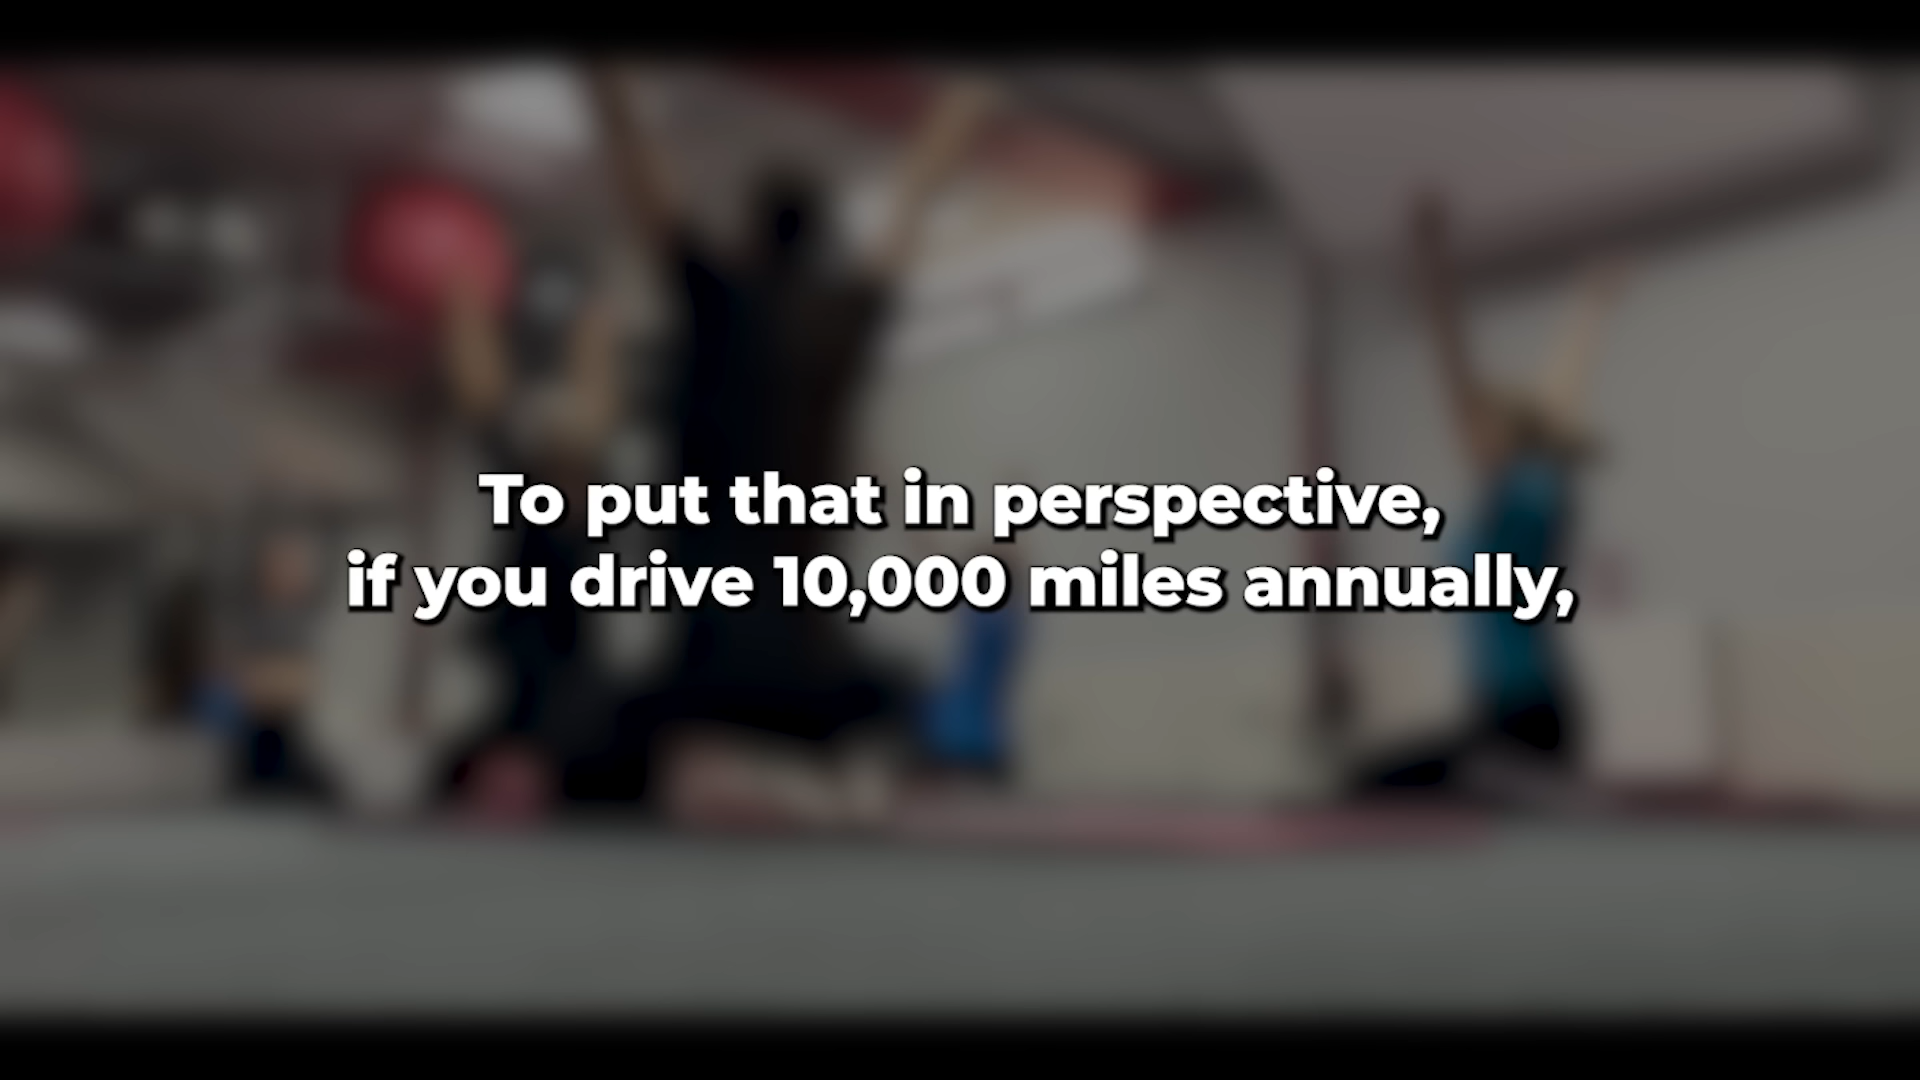 To put that in perspective,
if you drive 10,000 miles annually,